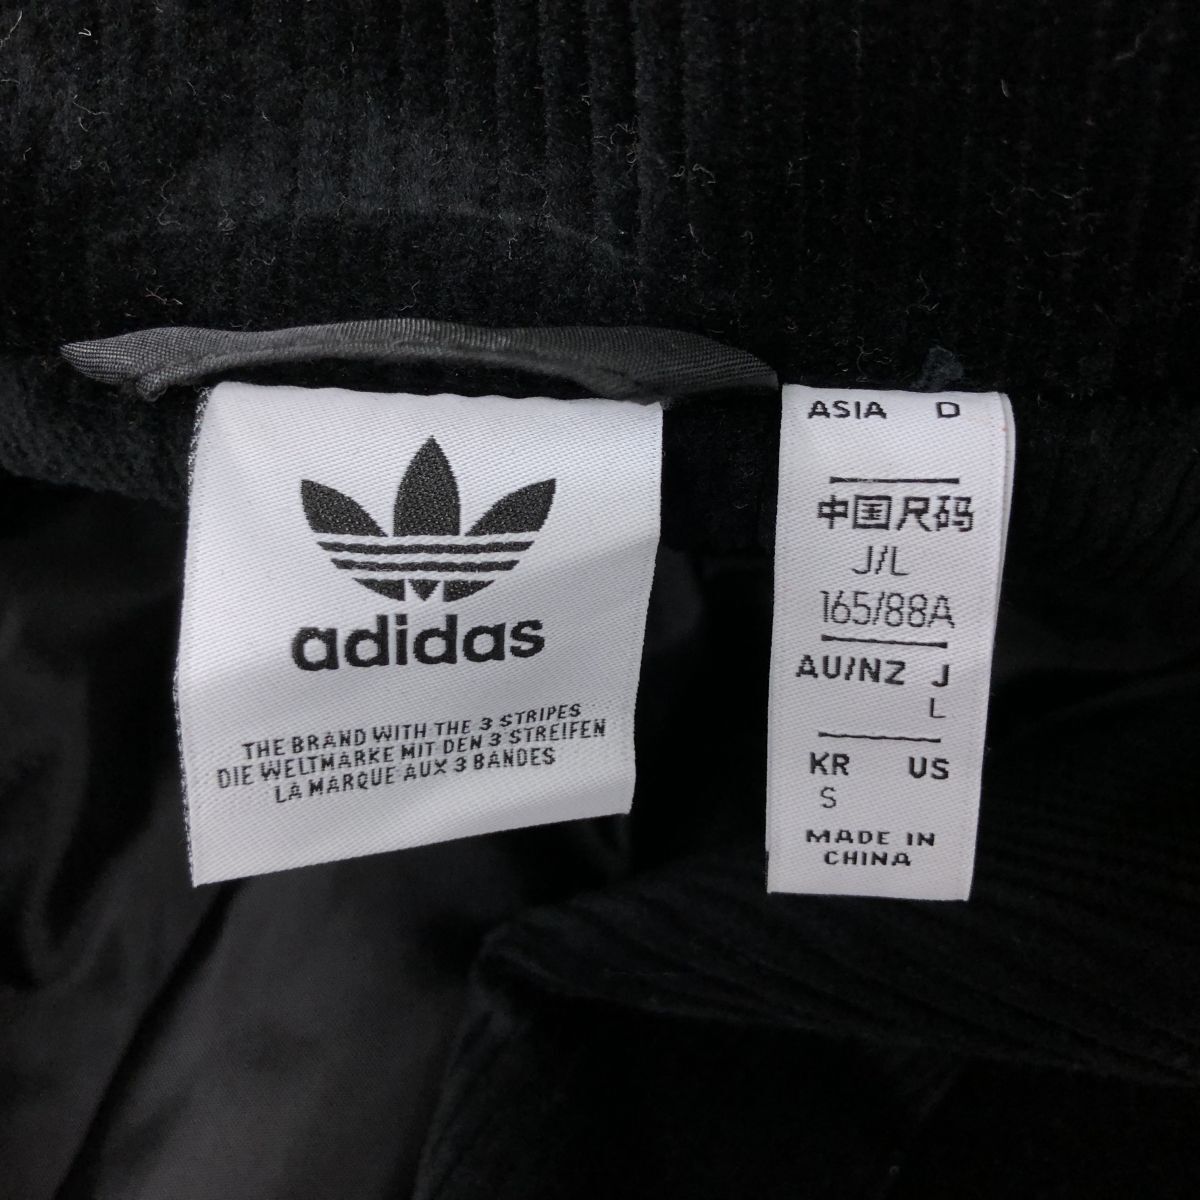 adidas
THE BRAND WITH THE 3 STRIPES
DIE WELTMARKE MIT DEN 3 STREIFEN
LA MARQUE AUX 3 BANDES
ASIA D
中国尺码
J/L
165/88A
AU/NZ J
L
KR US
S
MADE IN
CHINA